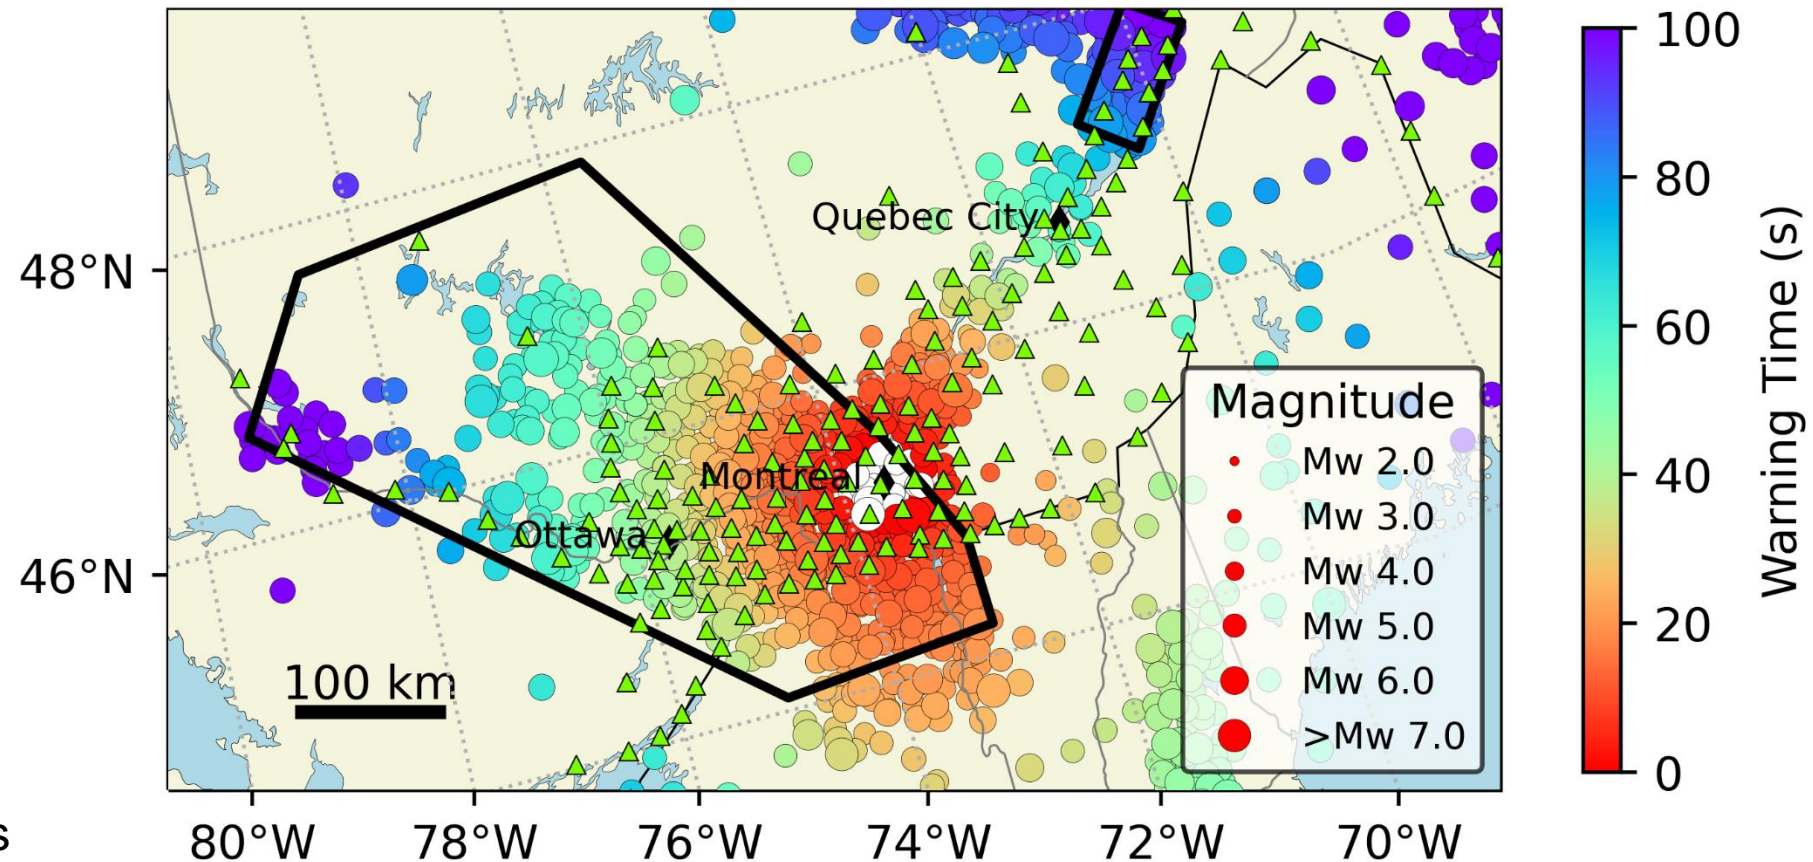 Quebec City
48°N
Montreal
Ottawa
46°N
100 km
Magnitude
Mw 2.0
Mw 3.0
Mw 4.0
Mw 5.0
Mw 6.0
>Mw 7.0
80°W 78°W 76°W 74°W 72°W 70°W
s
100
80
60
40
20
0
Warning Time (s)